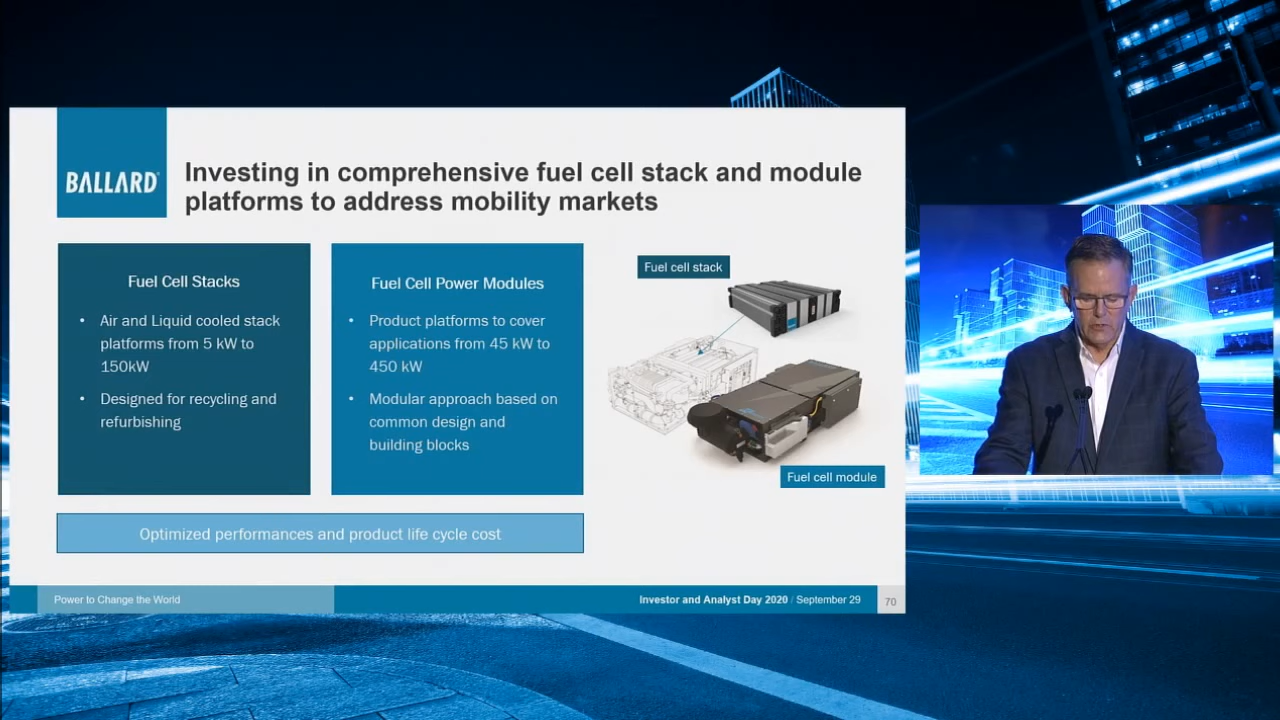 BALLARD
Investing in comprehensive fuel cell stack and module
platforms to address mobility markets
Fuel Cell Stacks
• Air and Liquid cooled stack
platforms from 5 kW to
150kW
• Designed for recycling and
refurbishing
Fuel Cell Power Modules
• Product platforms to cover
applications from 45 kW to
450 kW
• Modular approach based on
common design and
building blocks
Fuel cell stack
Fuel cell module
Optimized performances and product life cycle cost
Power to Change the World
Investor and Analyst Day 2020 / September 29
70